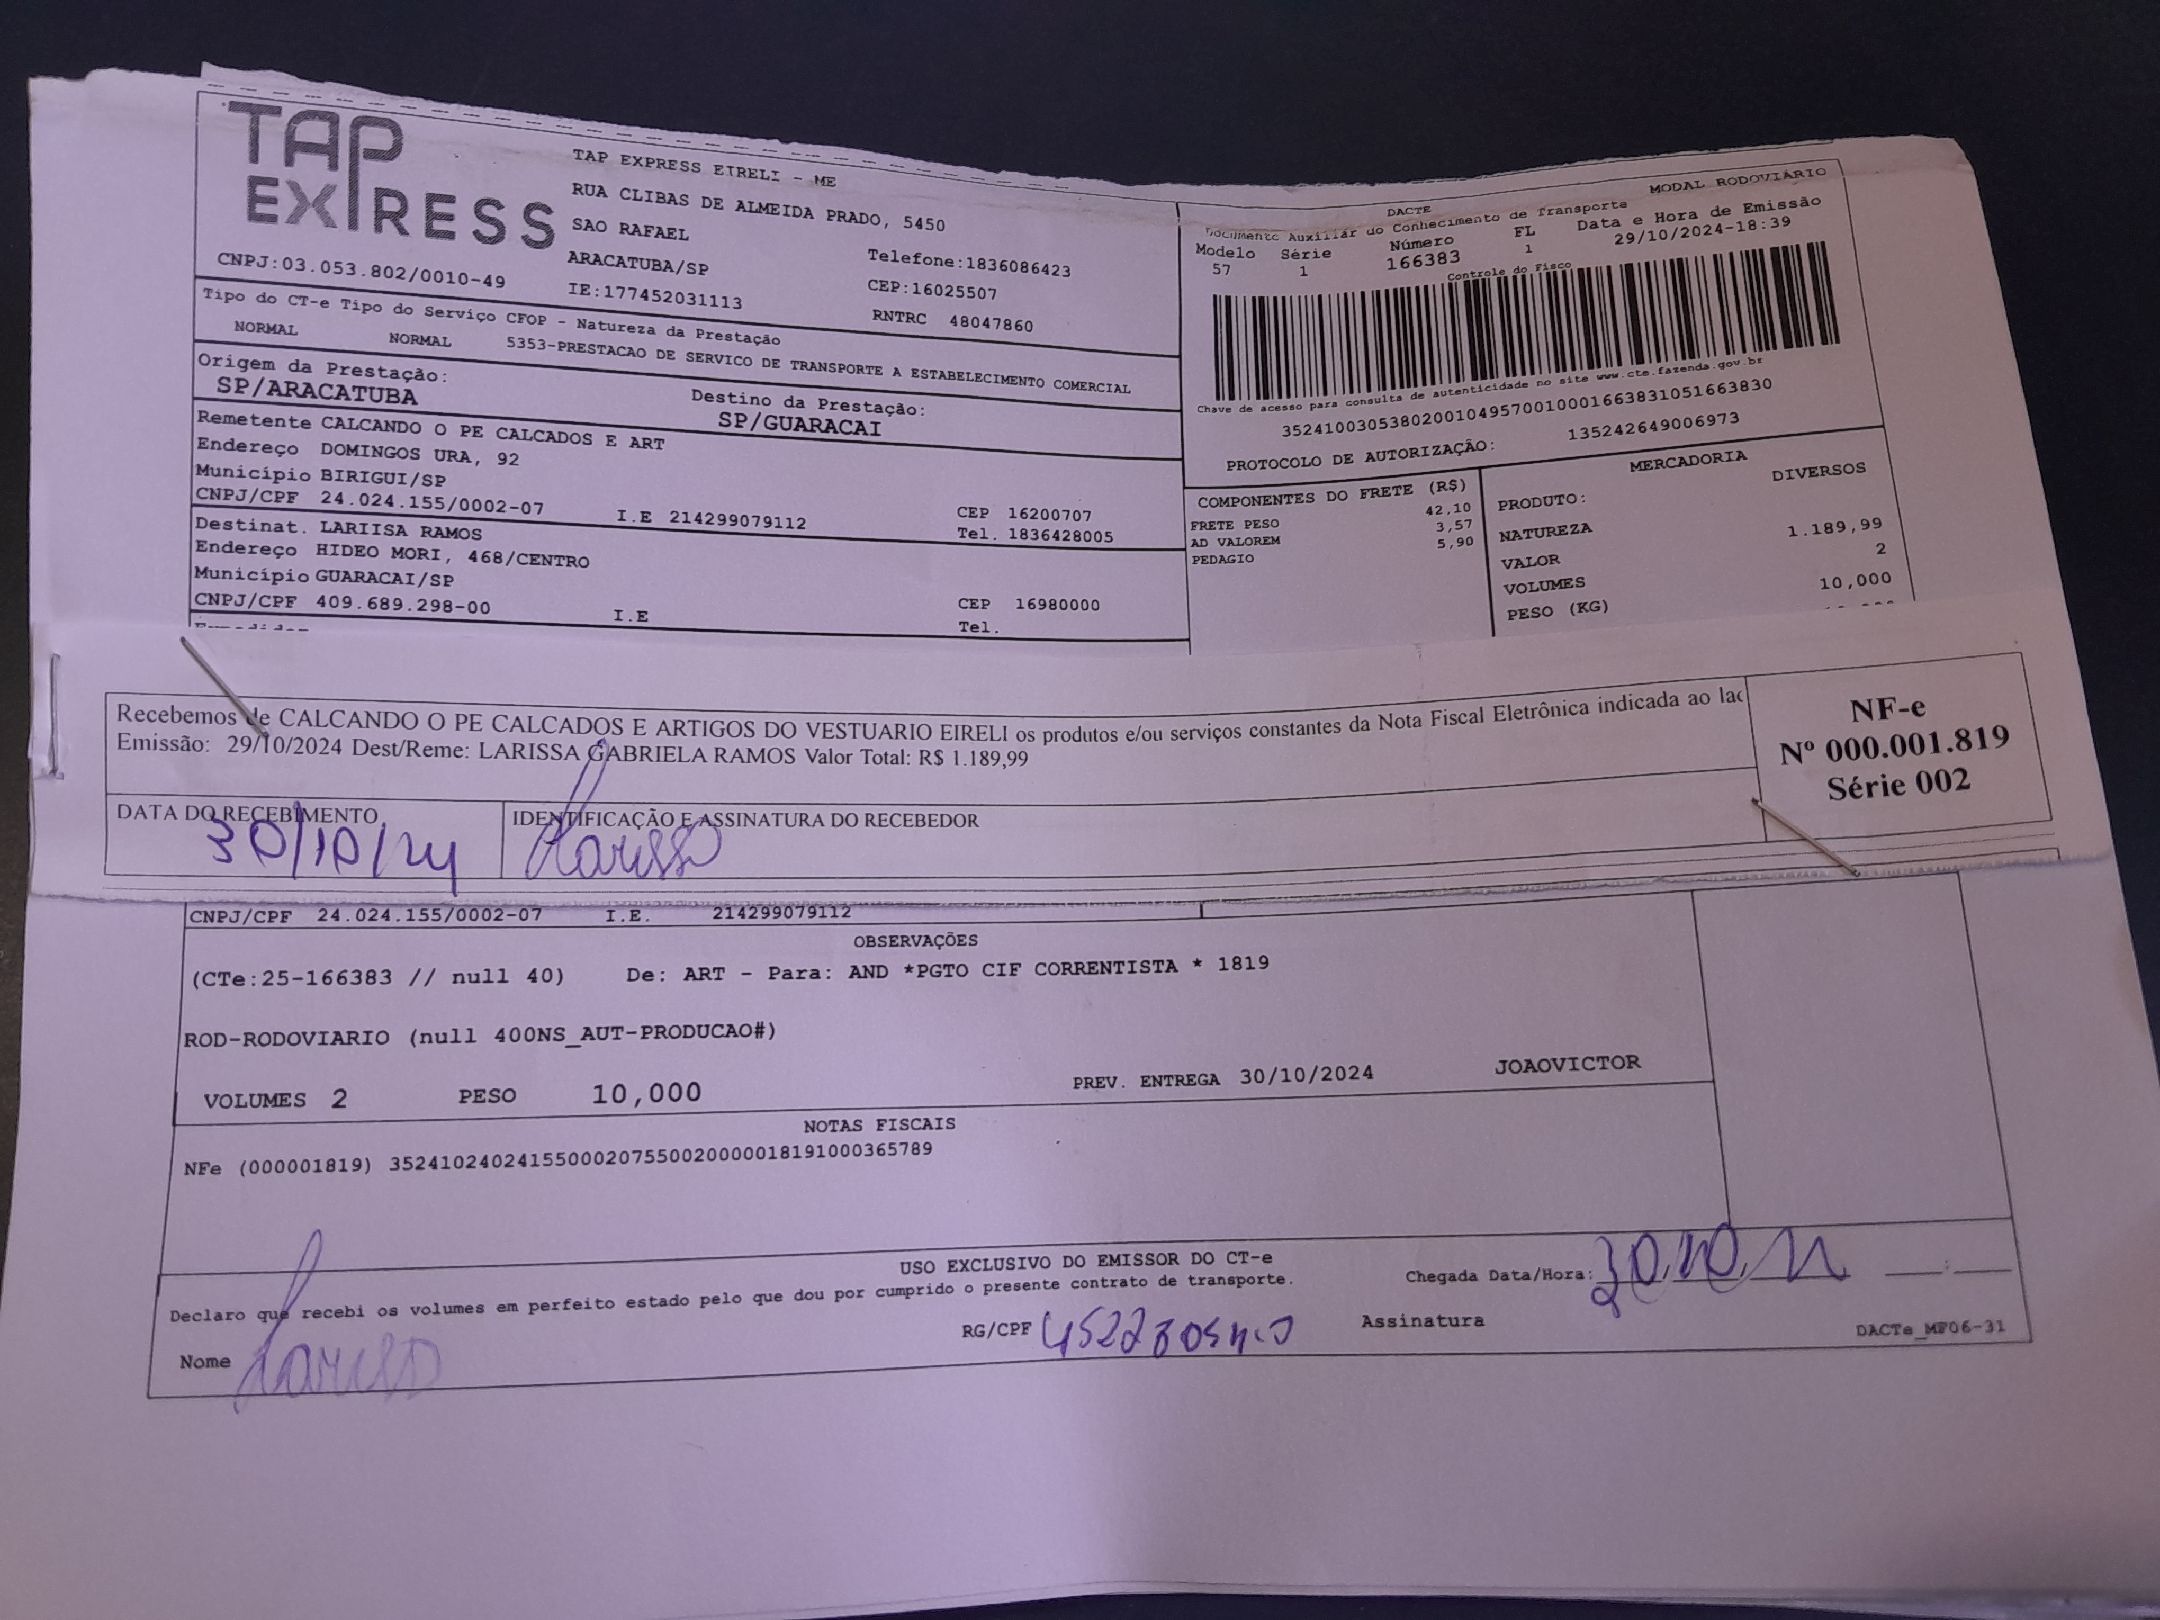 TAP
EXPRESS
CNPJ:03.053.802/0010-49
TAP EXPRESS EIRELI - ME
RUA CLIBAS DE ALMEIDA PRADO, 5450
SAO RAFAEL
ARACATUBA/SP Telefone:1836086423
IE:177452031113 CEP:16025507
RNTRC 48047860
Tipo do CT-e Tipo do Serviço CFOP - Natureza da Prestação
NORMAL NORMAL 5353-PRESTACAO DE SERVICO DE TRANSPORTE A ESTABELECIMENTO COMERCIAL
Origem da Prestação: Destino da Prestação:
SP/ARACATUBA SP/GUARACAI
Remetente CALCANDO O PE CALCADOS E ART
Endereço DOMINGOS URA, 92
Município BIRIGUI/SP CEP 16200707
CNPJ/CPF 24.024.155/0002-07 I.E 214299079112 Tel. 1836428005
Destinat. LARIISA RAMOS
Endereço HIDEO MORI, 468/CENTRO
Município GUARACAI/SP CEP 16980000
CNPJ/CPF 409.689.298-00 I.E Tel.
DACTE MODAL RODOVIÁRIO
Documento Auxiliar do Conhecimento de Transporte
Modelo Série Número FL Data e Hora de Emissão
57 1 166383 1 29/10/2024-18:39
Controle do Fisco
Chave de acesso para consulta de autenticidade no site www.cte.fazenda.gov.br
35241003053802001049570010001663831051663830
PROTOCOLO DE AUTORIZAÇÃO: 135242649006973
COMPONENTES DO FRETE (R$)
FRETE PESO 42,10
AD VALOREM 3,57
PEDAGIO 5,90
MERCADORIA
PRODUTO: DIVERSOS
NATUREZA
VALOR 1.189,99
VOLUMES 2
PESO (KG) 10,000
Recebemos de CALCANDO O PE CALCADOS E ARTIGOS DO VESTUARIO EIRELI os produtos e/ou serviços constantes da Nota Fiscal Eletrônica indicada ao lad
Emissão: 29/10/2024 Dest/Reme: LARISSA GABRIELA RAMOS Valor Total: R$ 1.189,99
NF-e
Nº 000.001.819
Série 002
DATA DO RECEBIMENTO IDENTIFICAÇÃO E ASSINATURA DO RECEBEDOR
30/10/24 Larissa
CNPJ/CPF 24.024.155/0002-07 I.E. 214299079112
OBSERVAÇÕES
(CTe:25-166383 // null 40) De: ART - Para: AND *PGTO CIF CORRENTISTA * 1819
ROD-RODOVIARIO (null 400NS_AUT-PRODUCAO#)
VOLUMES 2 PESO 10,000 PREV. ENTREGA 30/10/2024 JOAOVICTOR
NOTAS FISCAIS
NFe (000001819) 35241024024155000207550020000018191000365789
USO EXCLUSIVO DO EMISSOR DO CT-e
Declaro que recebi os volumes em perfeito estado pelo que dou por cumprido o presente contrato de transporte.
Chegada Data/Hora:
Nome Larissa RG/CPF Assinatura
DACTe_MF06-31